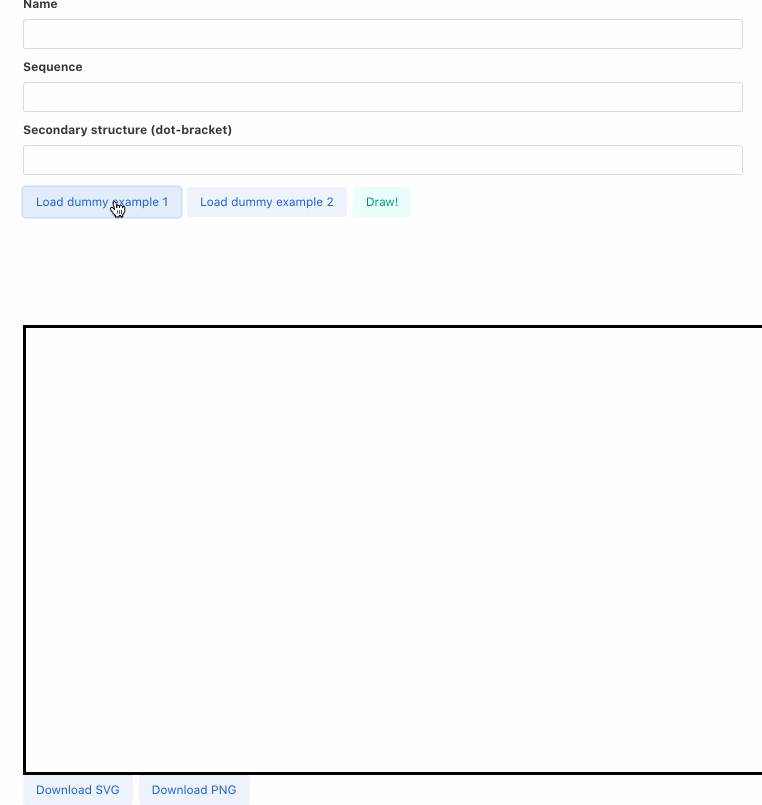 Name
Sequence
Secondary structure (dot-bracket)
Load dummy example 1 Load dummy example 2 Draw!
Download SVG Download PNG